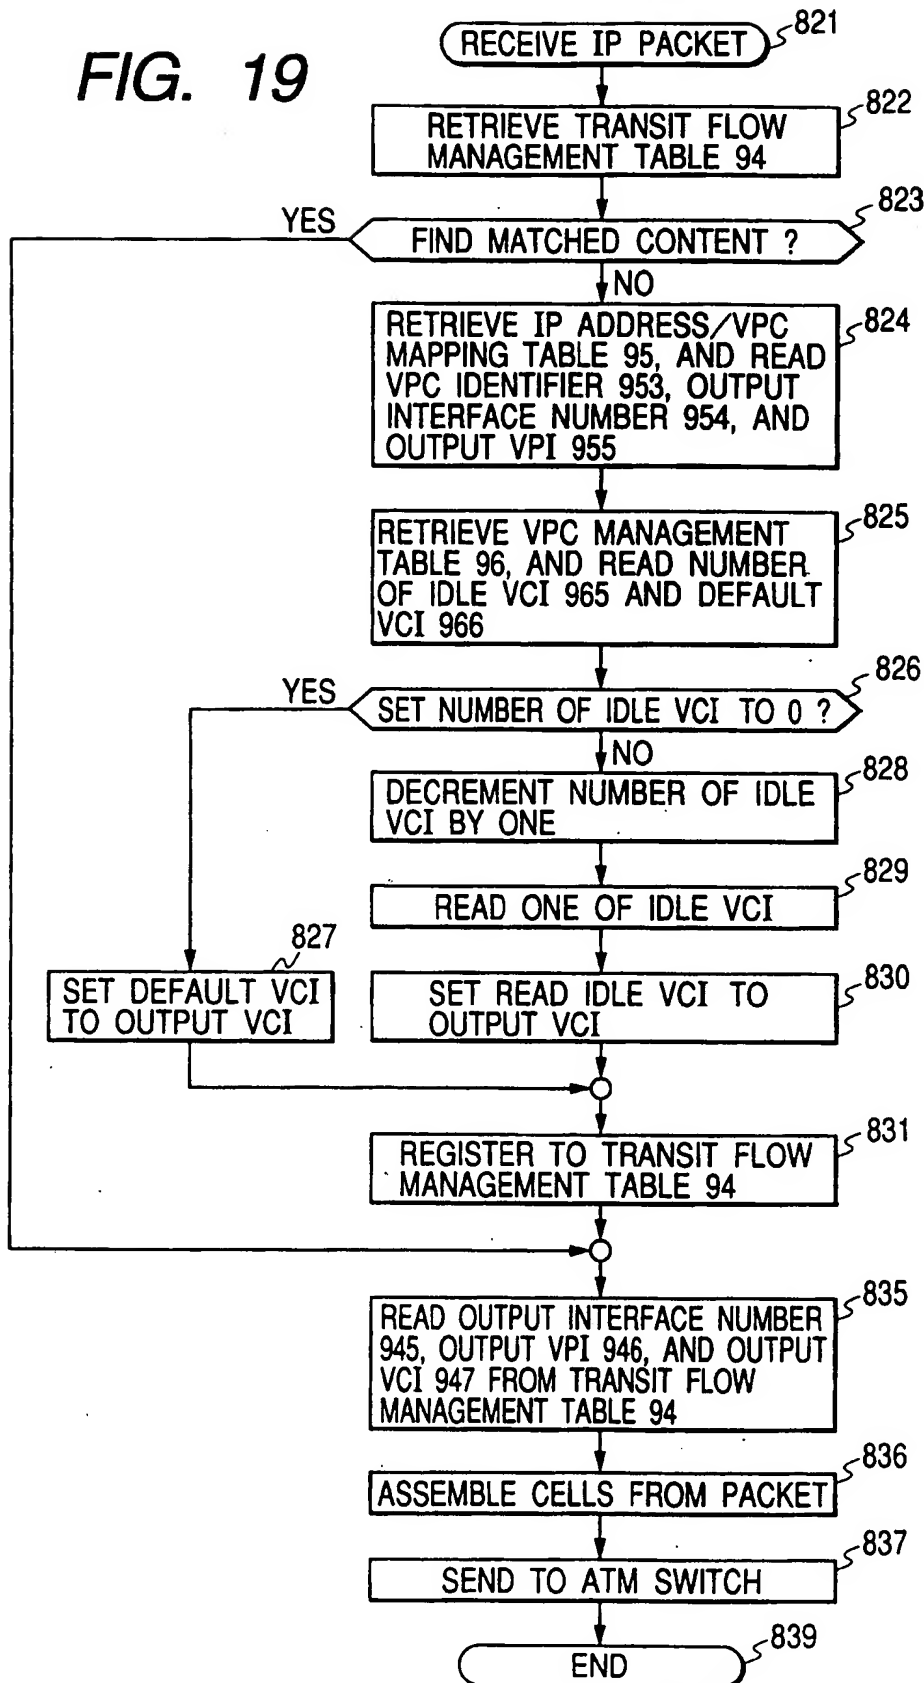 FIG. 19
RECEIVE IP PACKET
821
RETRIEVE TRANSIT FLOW
MANAGEMENT TABLE 94
822
FIND MATCHED CONTENT ?
823
YES
NO
RETRIEVE IP ADDRESS/VPC
MAPPING TABLE 95, AND READ
VPC IDENTIFIER 953, OUTPUT
INTERFACE NUMBER 954, AND
OUTPUT VPI 955
824
RETRIEVE VPC MANAGEMENT
TABLE 96, AND READ NUMBER
OF IDLE VCI 965 AND DEFAULT
VCI 966
825
SET NUMBER OF IDLE VCI TO 0 ?
826
YES
NO
DECREMENT NUMBER OF IDLE
VCI BY ONE
828
READ ONE OF IDLE VCI
829
SET DEFAULT VCI
TO OUTPUT VCI
827
SET READ IDLE VCI TO
OUTPUT VCI
830
REGISTER TO TRANSIT FLOW
MANAGEMENT TABLE 94
831
READ OUTPUT INTERFACE NUMBER
945, OUTPUT VPI 946, AND OUTPUT
VCI 947 FROM TRANSIT FLOW
MANAGEMENT TABLE 94
835
ASSEMBLE CELLS FROM PACKET
836
SEND TO ATM SWITCH
837
END
839